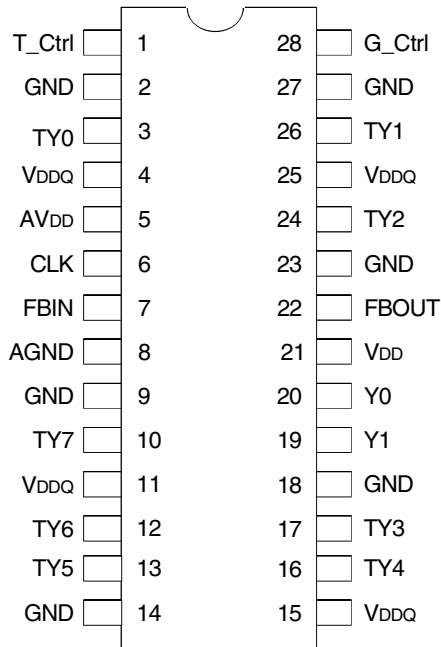 T_Ctrl 1 28 G_Ctrl
GND 2 27 GND
TY0 3 26 TY1
VDDQ 4 25 VDDQ
AVDD 5 24 TY2
CLK 6 23 GND
FBIN 7 22 FBOUT
AGND 8 21 VDD
GND 9 20 Y0
TY7 10 19 Y1
VDDQ 11 18 GND
TY6 12 17 TY3
TY5 13 16 TY4
GND 14 15 VDDQ